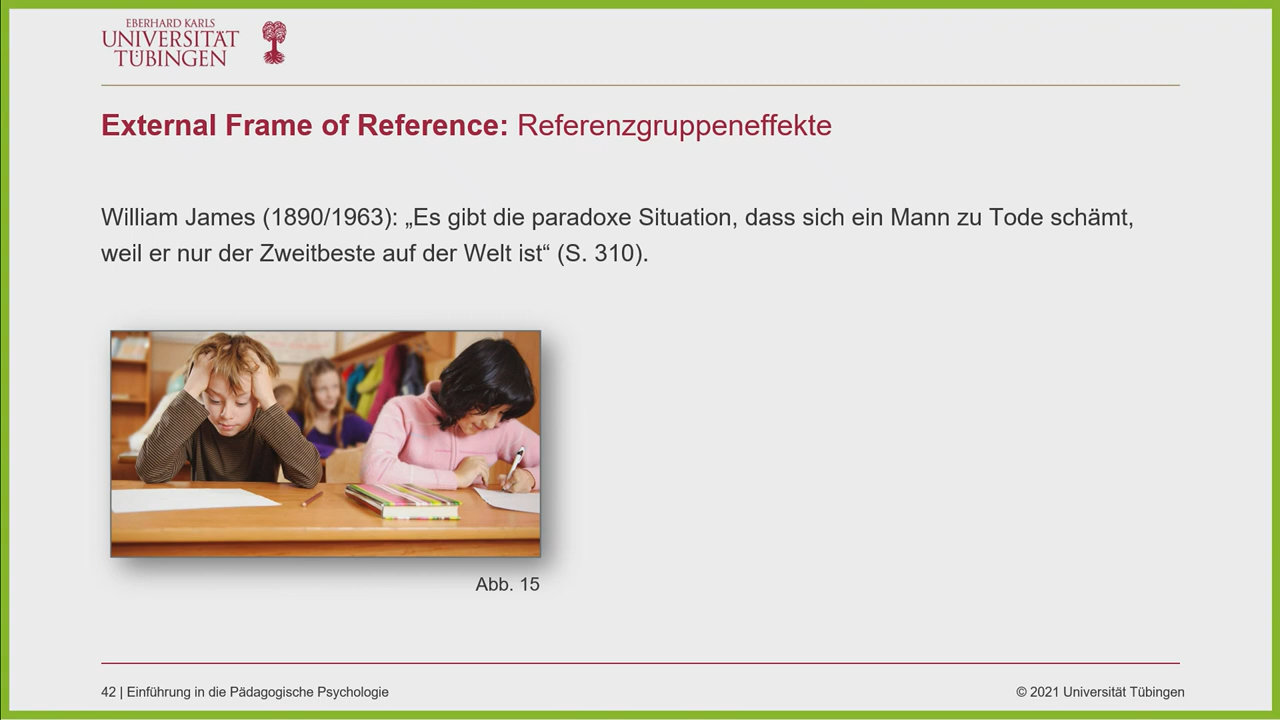 EBERHARD KARLS
UNIVERSITÄT
TÜBINGEN
External Frame of Reference: Referenzgruppeneffekte
William James (1890/1963): „Es gibt die paradoxe Situation, dass sich ein Mann zu Tode schämt,
weil er nur der Zweitbeste auf der Welt ist“ (S. 310).
Abb. 15
42 | Einführung in die Pädagogische Psychologie
© 2021 Universität Tübingen